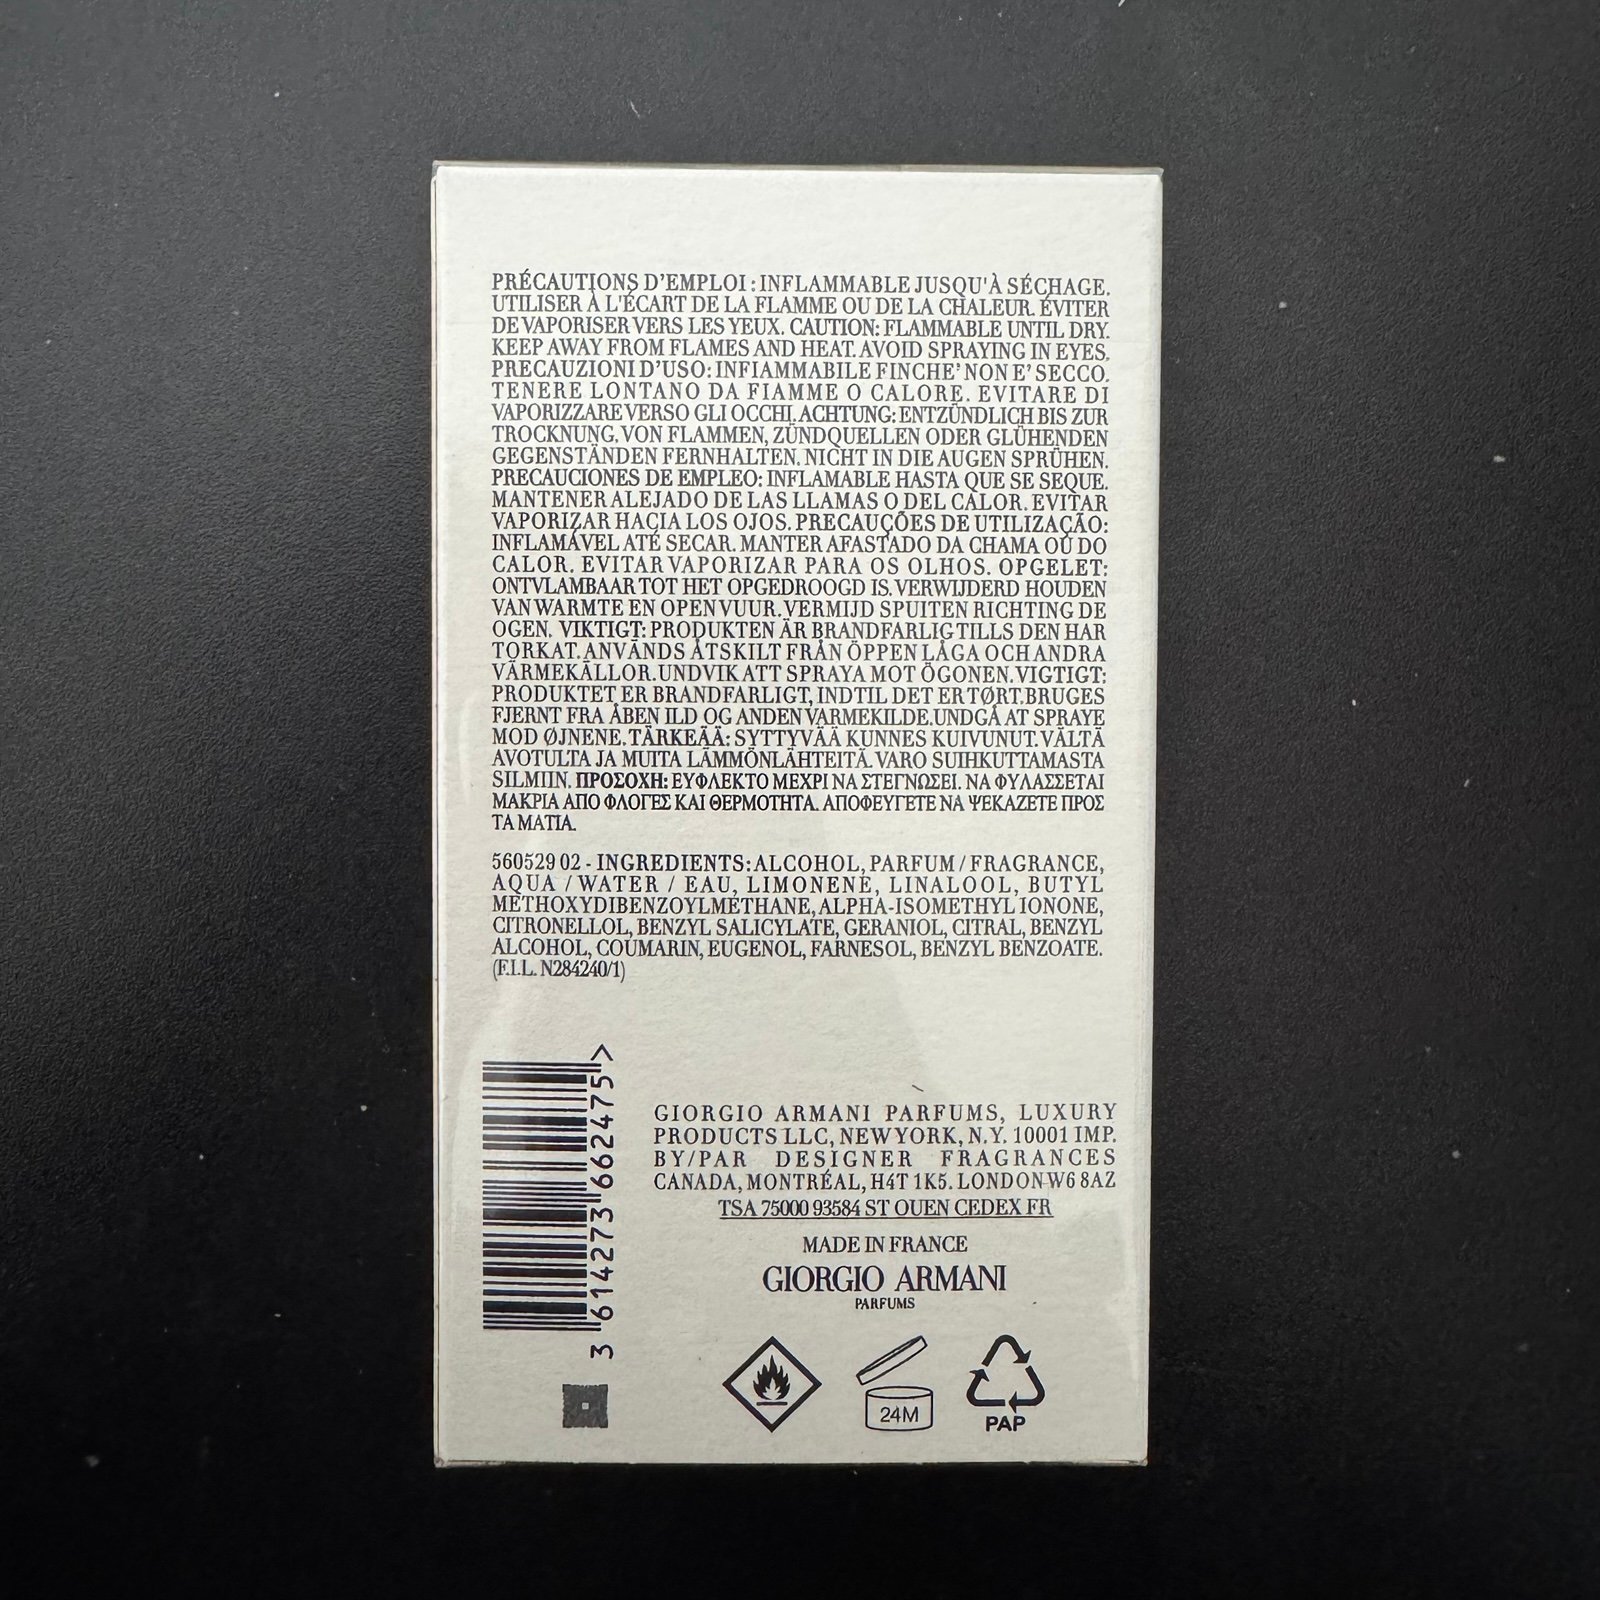 PRÉCAUTIONS D'EMPLOI : INFLAMMABLE JUSQU'À SÉCHAGE.
UTILISER À L'ÉCART DE LA FLAMME OU DE LA CHALEUR. ÉVITER
DE VAPORISER VERS LES YEUX. CAUTION: FLAMMABLE UNTIL DRY.
KEEP AWAY FROM FLAMES AND HEAT. AVOID SPRAYING IN EYES.
PRECAUZIONI D'USO: INFIAMMABILE FINCHE' NON E' SECCO.
TENERE LONTANO DA FIAMME O CALORE. EVITARE DI
VAPORIZZARE VERSO GLI OCCHI. ACHTUNG: ENTZÜNDLICH BIS ZUR
TROCKNUNG. VON FLAMMEN, ZÜNDQUELLEN ODER GLÜHENDEN
GEGENSTÄNDEN FERNHALTEN. NICHT IN DIE AUGEN SPRÜHEN.
PRECAUCIONES DE EMPLEO: INFLAMABLE HASTA QUE SE SEQUE.
MANTENER ALEJADO DE LAS LLAMAS O DEL CALOR. EVITAR
VAPORIZAR HACIA LOS OJOS. PRECAUÇÕES DE UTILIZAÇÃO:
INFLAMÁVEL ATÉ SECAR. MANTER AFASTADO DA CHAMA OU DO
CALOR. EVITAR VAPORIZAR PARA OS OLHOS. OPGELET:
ONTVLAMBAAR TOT HET OPGEDROOGD IS. VERWIJDERD HOUDEN
VAN WARMTE EN OPEN VUUR. VERMIJD SPUITEN RICHTING DE
OGEN. VIKTIGT: PRODUKTEN ÄR BRANDFARLIG TILLS DEN HAR
TORKAT. ANVÄNDS ÅTSKILT FRÅN ÖPPEN LÅGA OCH ANDRA
VÄRMEKÄLLOR. UNDVIK ATT SPRAYA MOT ÖGONEN. VIGTIGT:
PRODUKTET ER BRANDFARLIGT, INDTIL DET ER TØRT. BRUGES
FJERNT FRA ÅBEN ILD OG ANDEN VARMEKILDE. UNDGÅ AT SPRAYE
MOD ØJNENE. TÄRKEÄÄ: SYTTYVÄÄ KUNNES KUIVUNUT. VÄLTÄ
AVOTULTA JA MUITA LÄMMÖNLÄHTEITÄ. VARO SUIHKUTTAMASTA
SILMIIN. ΠΡΟΣΟΧΗ: ΕΥΦΛΕΚΤΟ ΜΕΧΡΙ ΝΑ ΣΤΕΓΝΩΣΕΙ. ΝΑ ΦΥΛΑΣΣΕΤΑΙ
ΜΑΚΡΙΑ ΑΠΟ ΦΛΟΓΕΣ ΚΑΙ ΘΕΡΜΟΤΗΤΑ. ΑΠΟΦΕΥΓΕΤΕ ΝΑ ΨΕΚΑΖΕΤΕ ΠΡΟΣ
ΤΑ ΜΑΤΙΑ.
56052902 - INGREDIENTS: ALCOHOL, PARFUM / FRAGRANCE,
AQUA / WATER / EAU, LIMONENE, LINALOOL, BUTYL
METHOXYDIBENZOYLMETHANE, ALPHA-ISOMETHYL IONONE,
CITRONELLOL, BENZYL SALICYLATE, GERANIOL, CITRAL, BENZYL
ALCOHOL, COUMARIN, EUGENOL, FARNESOL, BENZYL BENZOATE.
(F.I.L. N284240/1)
3 614273 662475 >
GIORGIO ARMANI PARFUMS, LUXURY
PRODUCTS LLC, NEW YORK, N.Y. 10001 IMP.
BY/PAR DESIGNER FRAGRANCES
CANADA, MONTRÉAL, H4T 1K5. LONDON W6 8AZ
TSA 75000 93584 ST OUEN CEDEX FR
MADE IN FRANCE
GIORGIO ARMANI
PARFUMS
24M
PAP